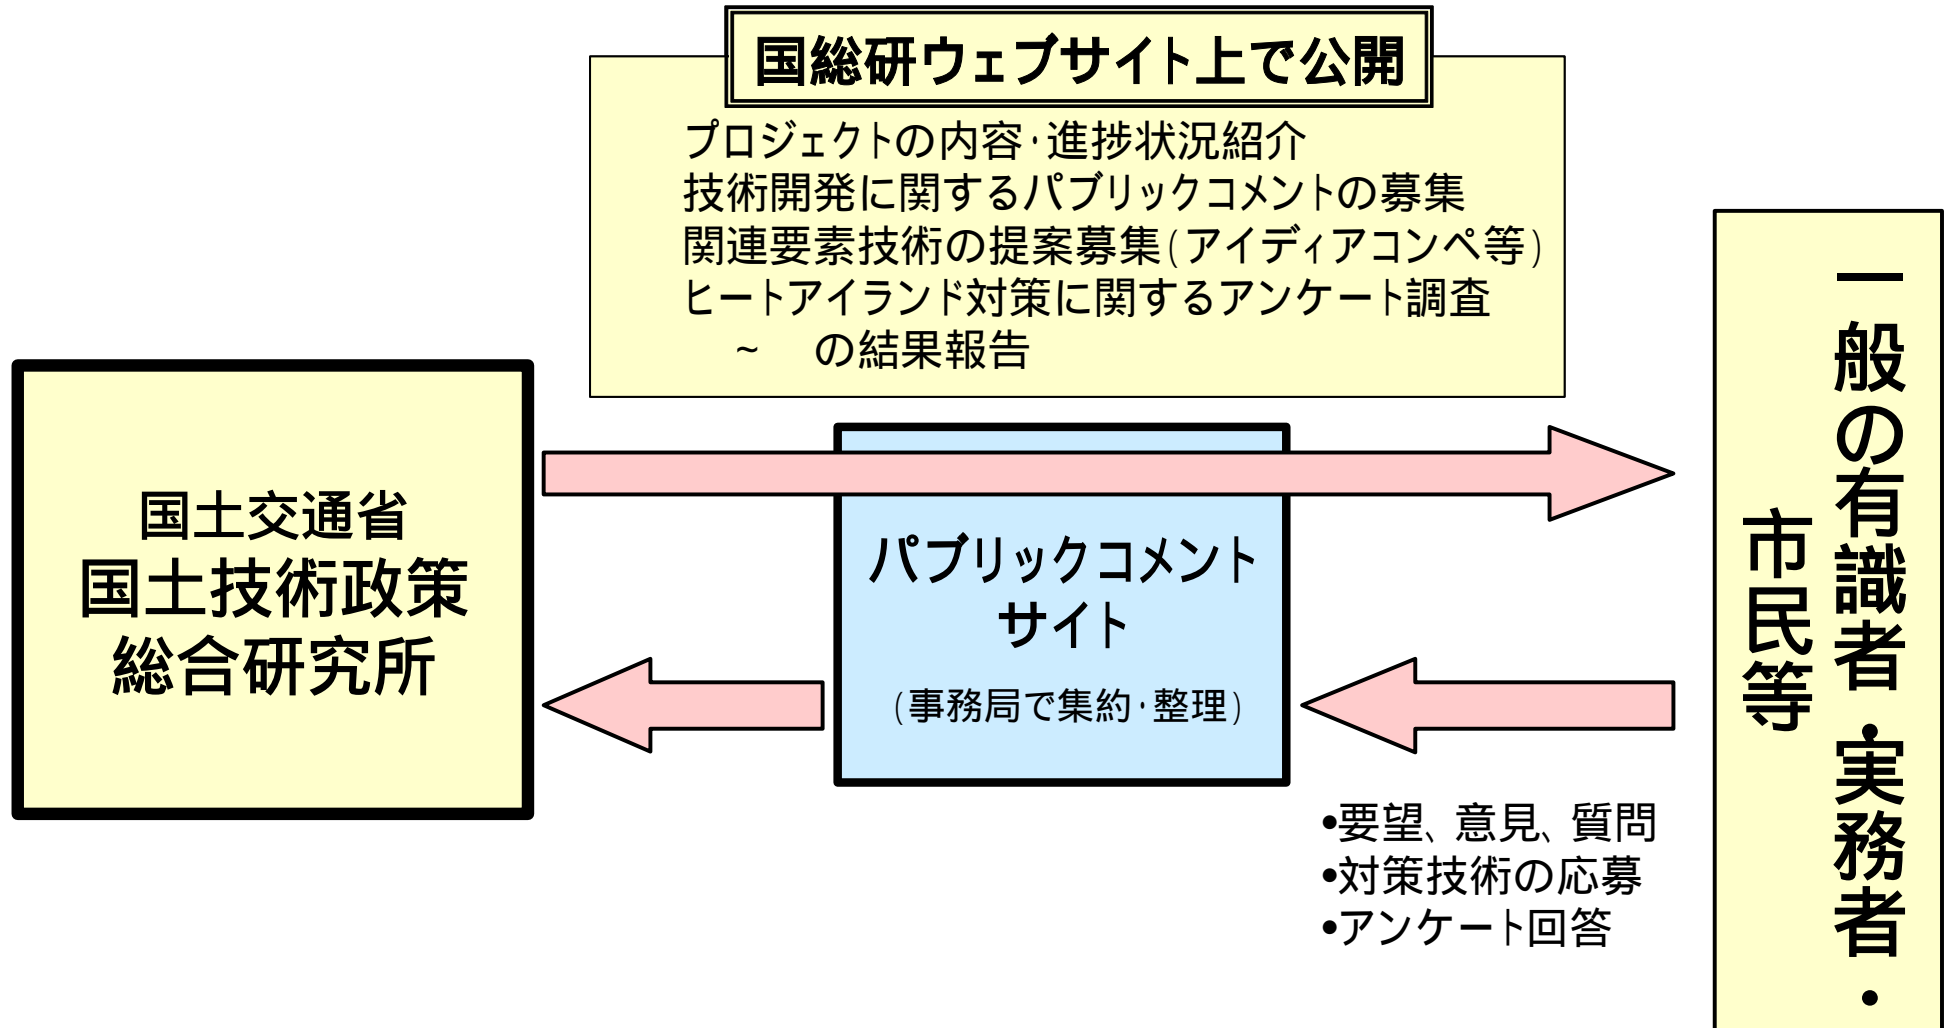 国総研ウェブサイト上で公開
プロジェクトの内容・進捗状況紹介
技術開発に関するパブリックコメントの募集
関連要素技術の提案募集(アイディアコンペ等)
ヒートアイランド対策に関するアンケート調査
~ の結果報告
国土交通省
国土技術政策
総合研究所
パブリックコメント
サイト
(事務局で集約・整理)
•要望、意見、質問
•対策技術の応募
•アンケート回答
一般の有識者・実務者・
市民等